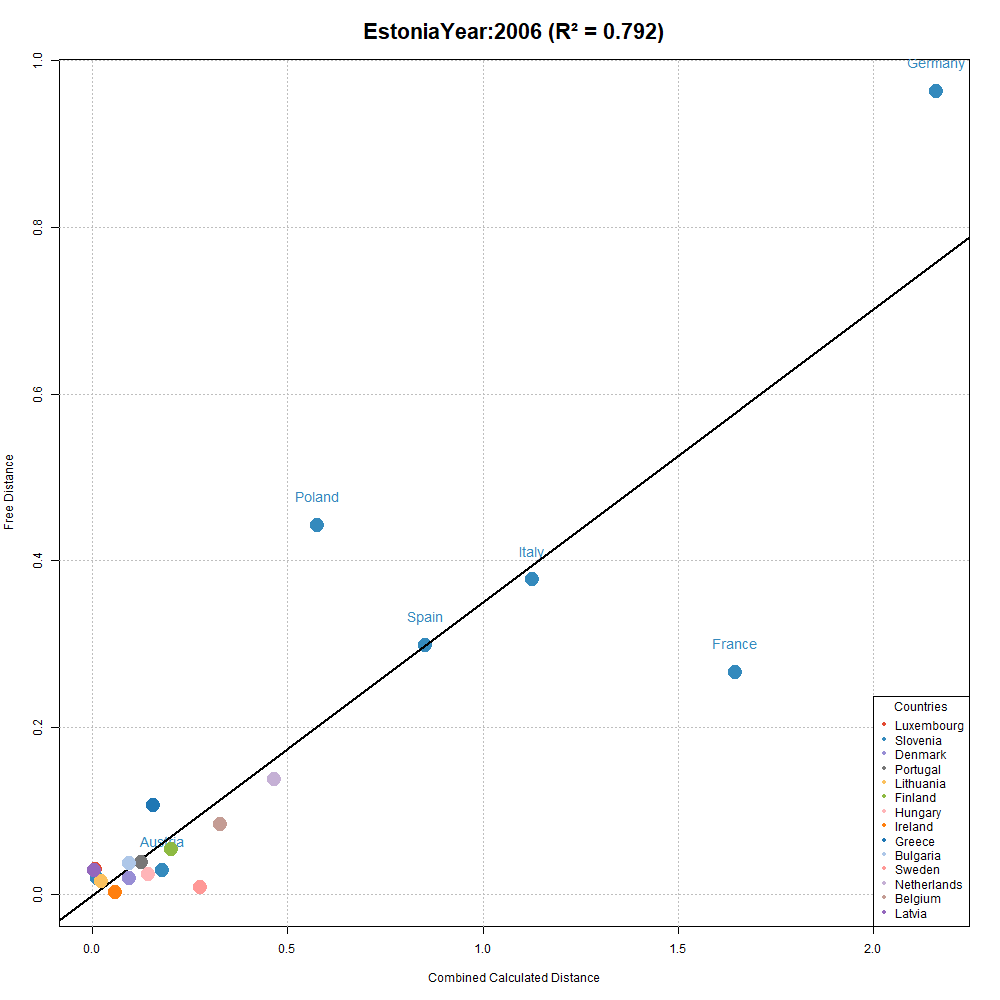 EstoniaYear:2006 (R² = 0.792)
Germany
Poland
Italy
Spain
France
Austria
Free Distance
1.0
0.8
0.6
0.4
0.2
0.0
0.0
0.5
1.0
1.5
2.0
Combined Calculated Distance
Countries
Luxembourg
Slovenia
Denmark
Portugal
Lithuania
Finland
Hungary
Ireland
Greece
Bulgaria
Sweden
Netherlands
Belgium
Latvia